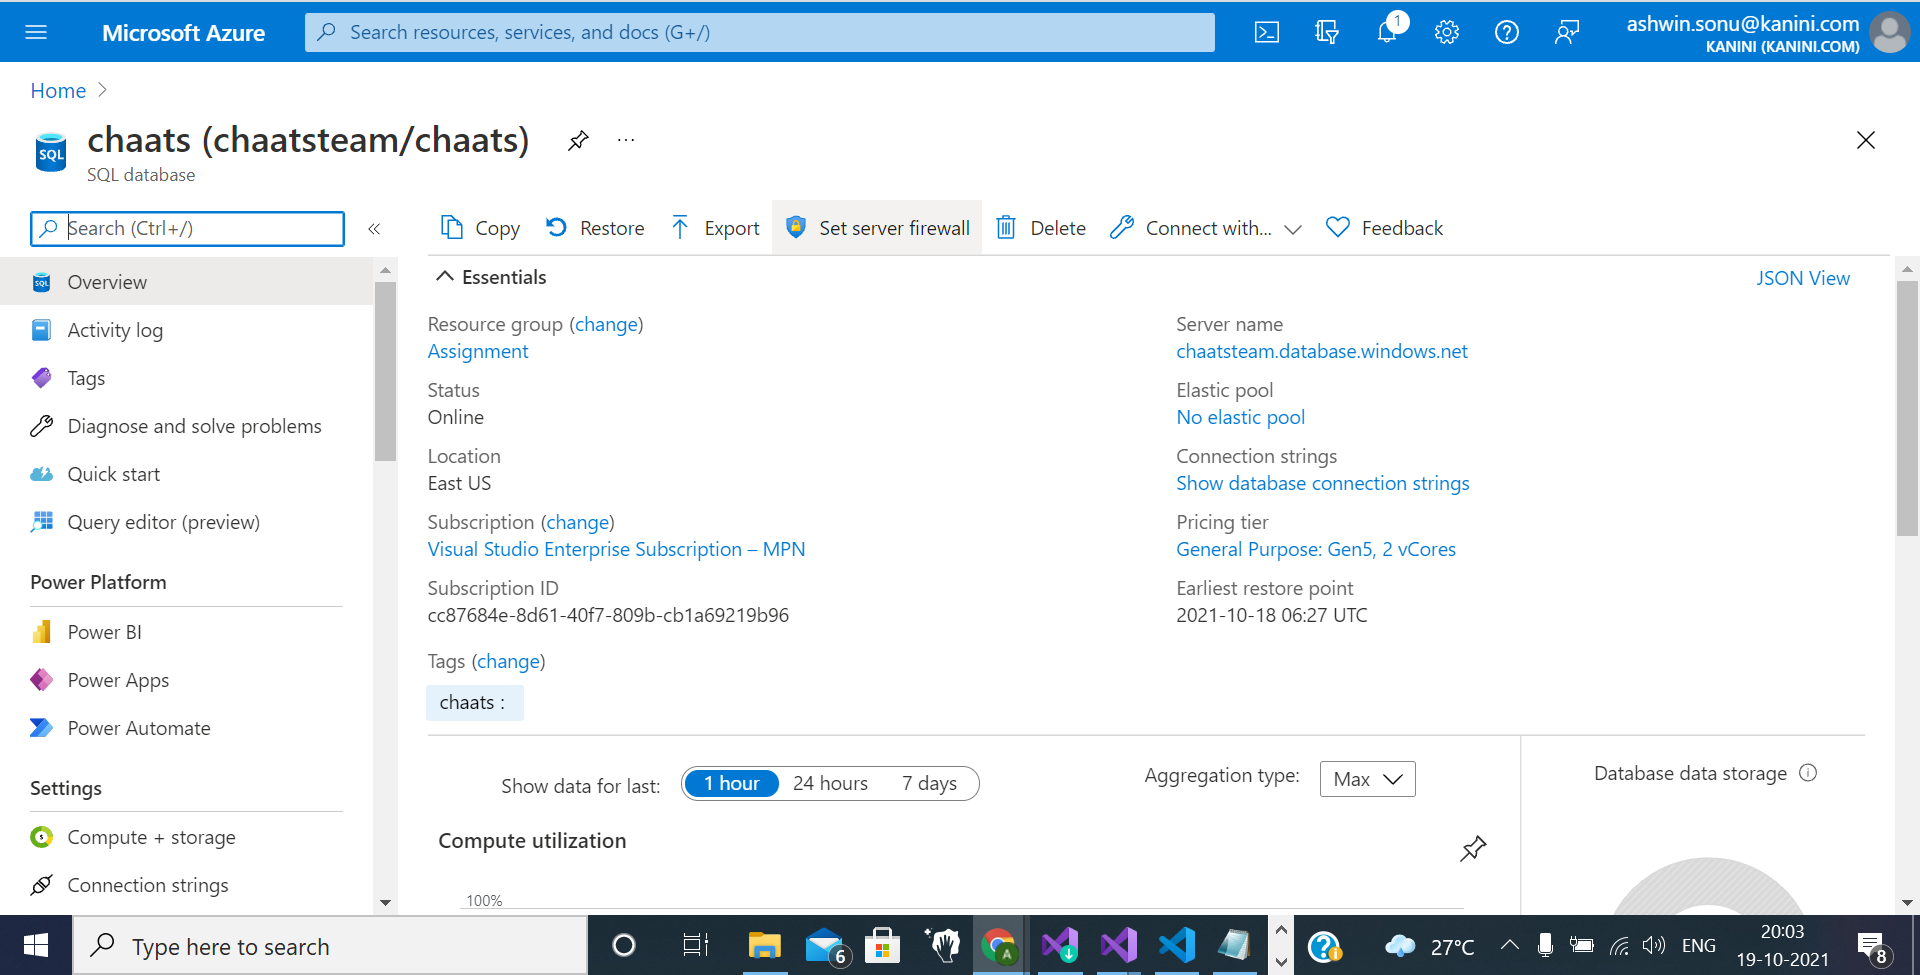 Microsoft Azure
Search resources, services, and docs (G+/)
1
ashwin.sonu@kanini.com
KANINI (KANINI.COM)
Home
SQL
chaats (chaatsteam/chaats)
...
SQL database
Search (Ctrl+/)
«
Copy
Restore
Export
Set server firewall
Delete
Connect with...
Feedback
SQL
Overview
Activity log
Tags
Diagnose and solve problems
Quick start
Query editor (preview)
Power Platform
Power BI
Power Apps
Power Automate
Settings
Compute + storage
Connection strings
Essentials
JSON View
Resource group (change)
Assignment
Status
Online
Location
East US
Subscription (change)
Visual Studio Enterprise Subscription – MPN
Subscription ID
cc87684e-8d61-40f7-809b-cb1a69219b96
Server name
chaatsteam.database.windows.net
Elastic pool
No elastic pool
Connection strings
Show database connection strings
Pricing tier
General Purpose: Gen5, 2 vCores
Earliest restore point
2021-10-18 06:27 UTC
Tags (change)
chaats :
Show data for last:
1 hour
24 hours
7 days
Aggregation type:
Max
Database data storage
Compute utilization
100%
Type here to search
6
A
27°C
ENG
20:03
19-10-2021
8